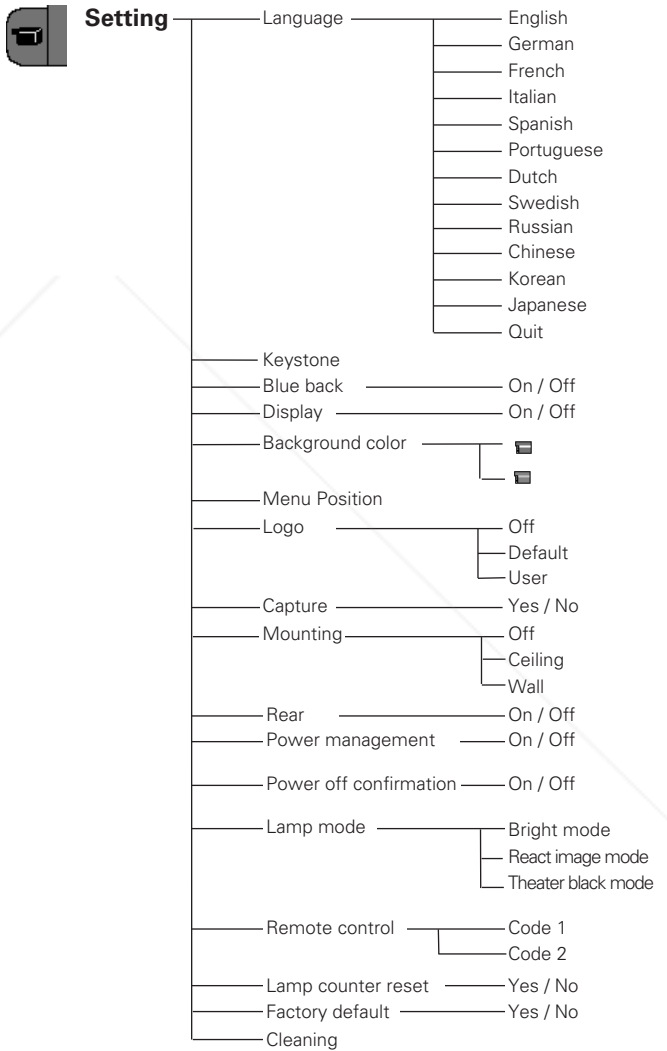 Setting Language English
German
French
Italian
Spanish
Portuguese
Dutch
Swedish
Russian
Chinese
Korean
Japanese
Quit
Keystone
Blue back On / Off
Display On / Off
Background color
Menu Position
Logo Off
Default
User
Capture Yes / No
Mounting Off
Ceiling
Wall
Rear On / Off
Power management On / Off
Power off confirmation On / Off
Lamp mode Bright mode
React image mode
Theater black mode
Remote control Code 1
Code 2
Lamp counter reset Yes / No
Factory default Yes / No
Cleaning